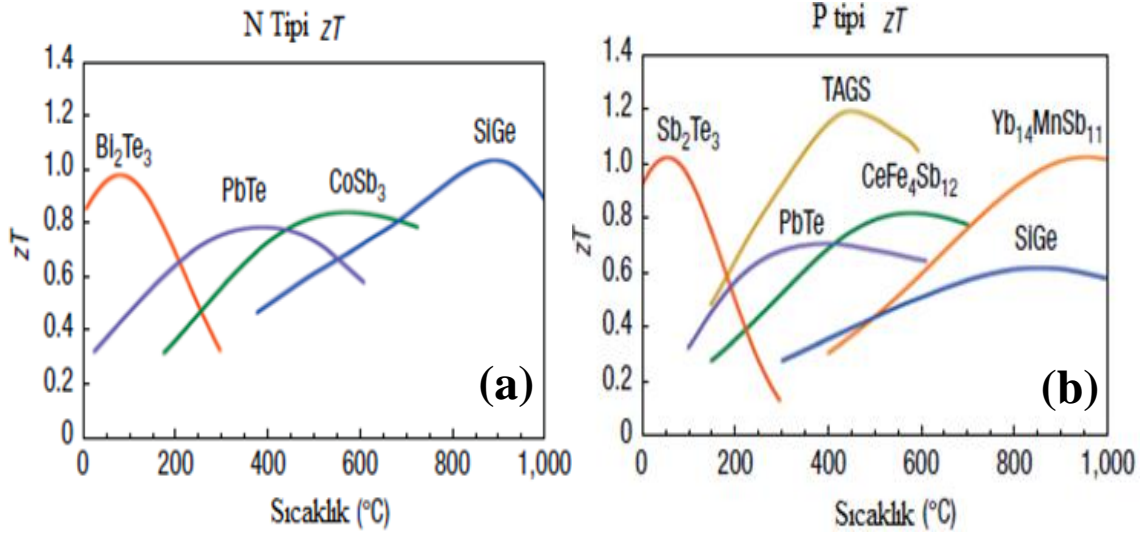 N Tipi zT
1.4
1.2
1.0
0.8
0.6
0.4
0.2
0
zT
Bi₂Te₃
PbTe
CoSb₃
SiGe
(a)
0 200 400 600 800 1,000
Sıcaklık (°C)
P tipi zT
1.4
1.2
1.0
0.8
0.6
0.4
0.2
0
zT
Sb₂Te₃
TAGS
Yb₁₄MnSb₁₁
CeFe₄Sb₁₂
PbTe
SiGe
(b)
0 200 400 600 800 1,000
Sıcaklık (°C)